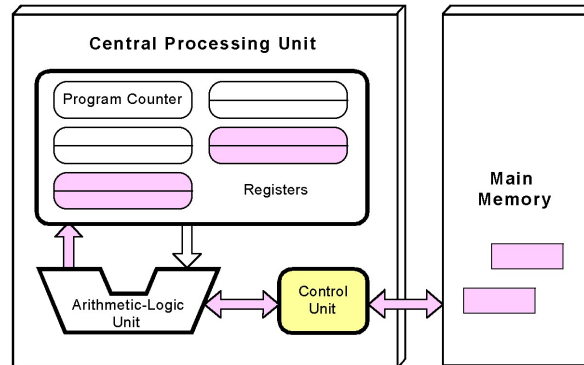 Central Processing Unit
Program Counter
Registers
Arithmetic-Logic
Unit
Control
Unit
Main
Memory